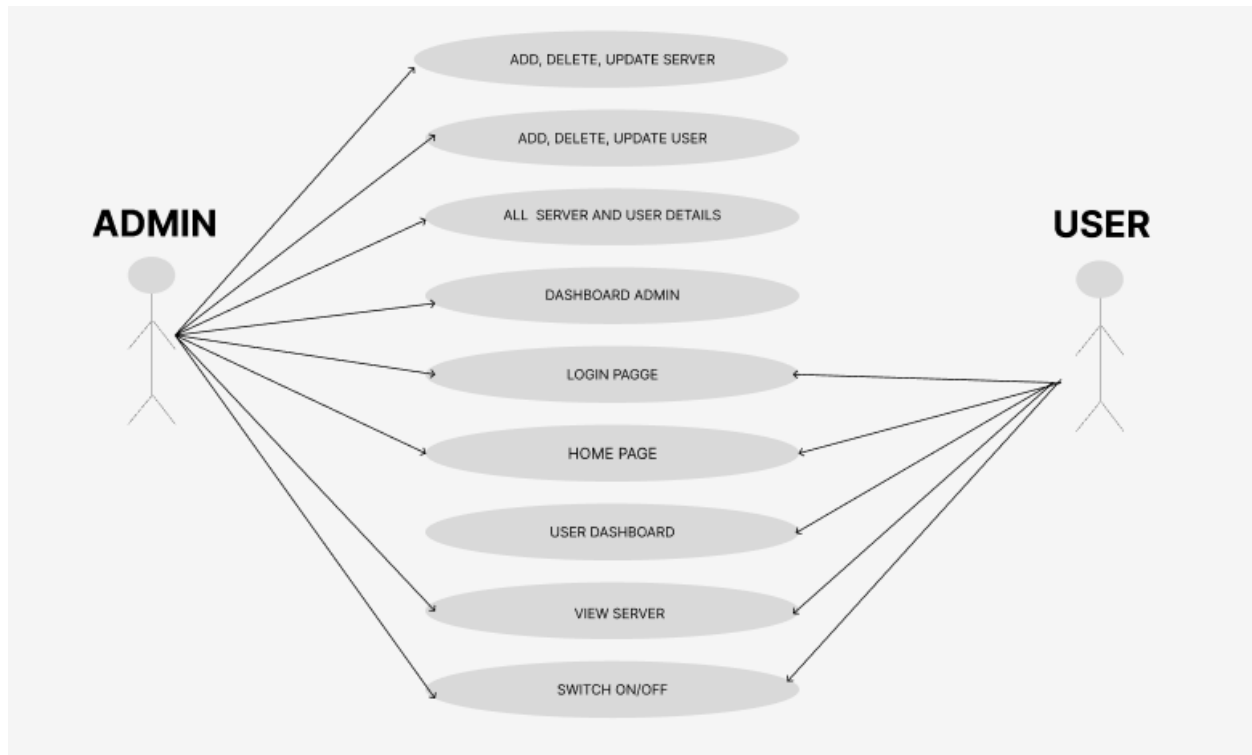 ADD, DELETE, UPDATE SERVER
ADD, DELETE, UPDATE USER
ALL SERVER AND USER DETAILS
ADMIN
USER
DASHBOARD ADMIN
LOGIN PAGGE
HOME PAGE
USER DASHBOARD
VIEW SERVER
SWITCH ON/OFF